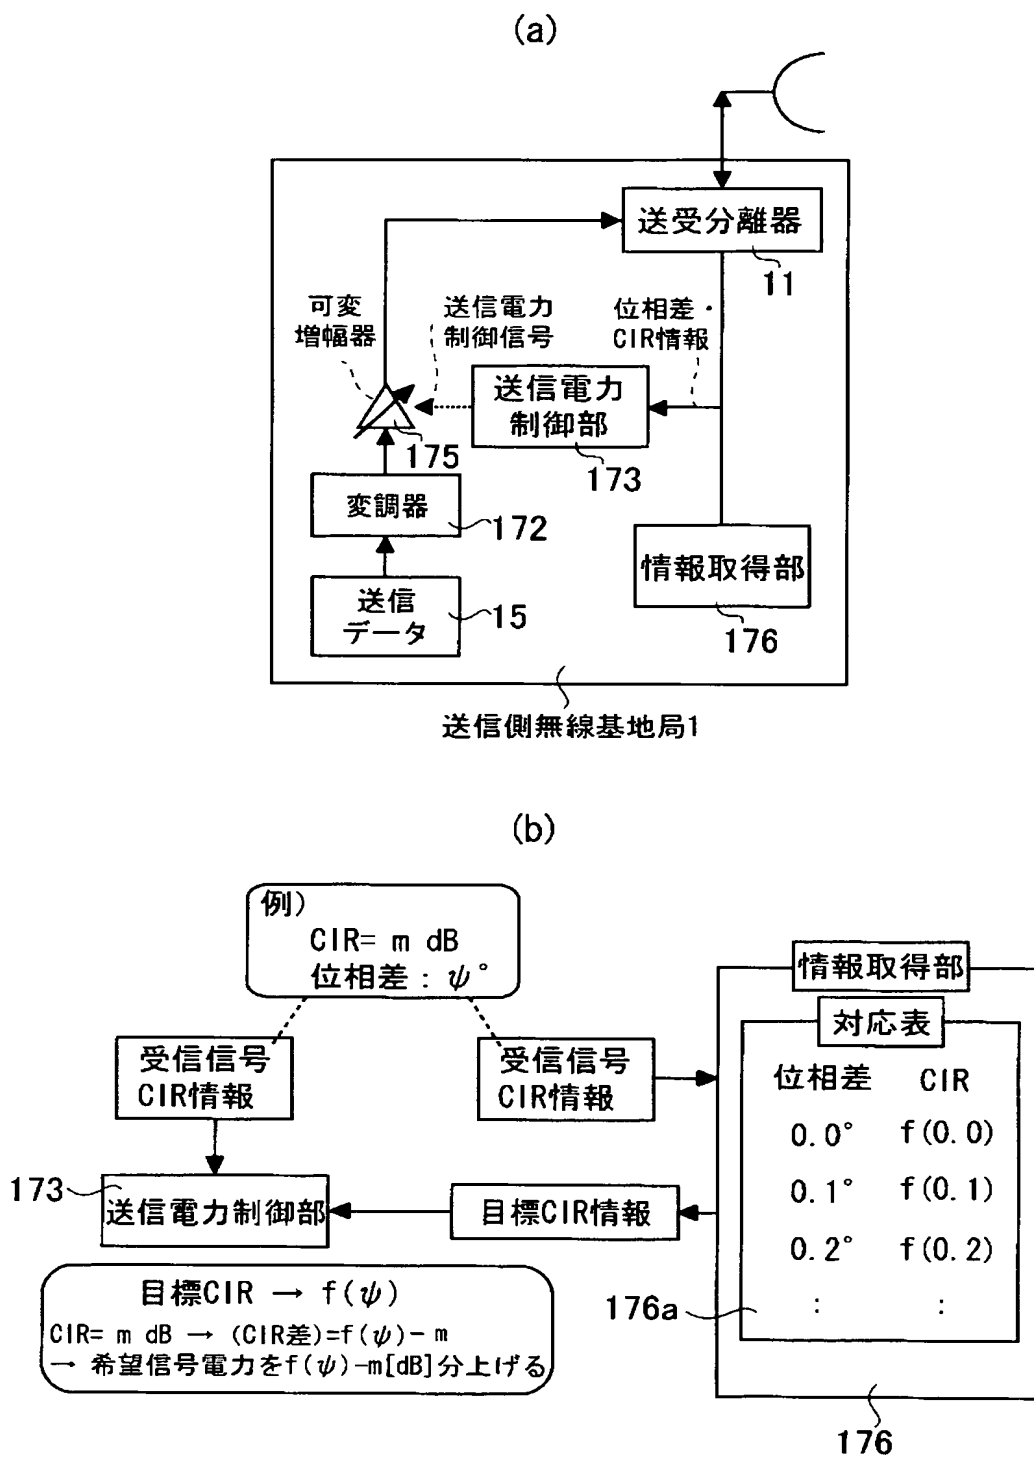 (a)
送受分離器
11
可変
増幅器
送信電力
制御信号
位相差・
CIR情報
送信電力
制御部
175
173
変調器
172
情報取得部
送信
データ
15
176
送信側無線基地局1
(b)
例)
CIR= m dB
位相差：ψ°
情報取得部
対応表
受信信号
CIR情報
受信信号
CIR情報
位相差 CIR
0.0° f(0.0)
0.1° f(0.1)
0.2° f(0.2)
: :
173
送信電力制御部
目標CIR情報
176a
目標CIR → f(ψ)
CIR= m dB → (CIR差)=f(ψ)−m
→ 希望信号電力をf(ψ)−m[dB]分上げる
176